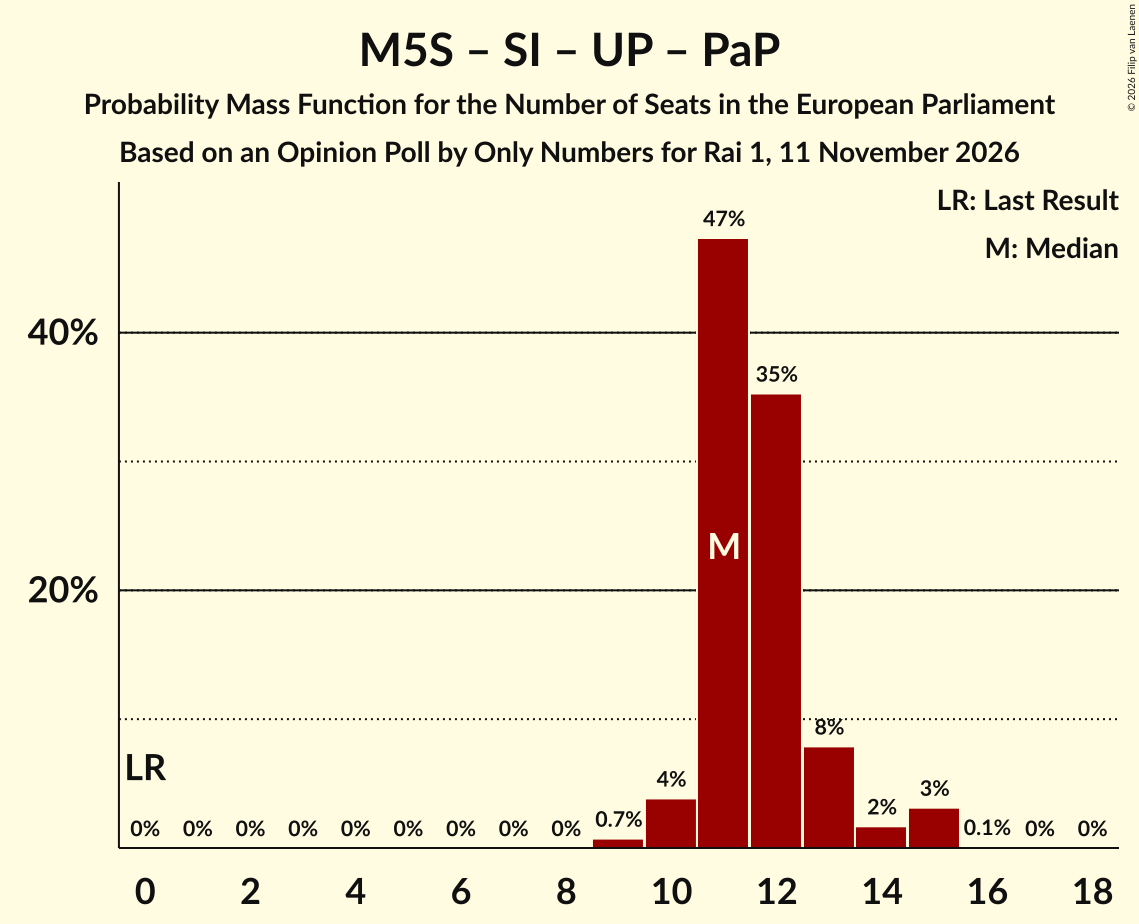 M5S – SI – UP – PaP
Probability Mass Function for the Number of Seats in the European Parliament
Based on an Opinion Poll by Only Numbers for Rai 1, 11 November 2026
© 2026 Filip van Laenen
LR: Last Result
M: Median
47%
40%
35%
M
20%
8%
LR
4%
3%
2%
0% 0% 0% 0% 0% 0% 0% 0% 0% 0.7% 0.1% 0% 0%
0 2 4 6 8 10 12 14 16 18